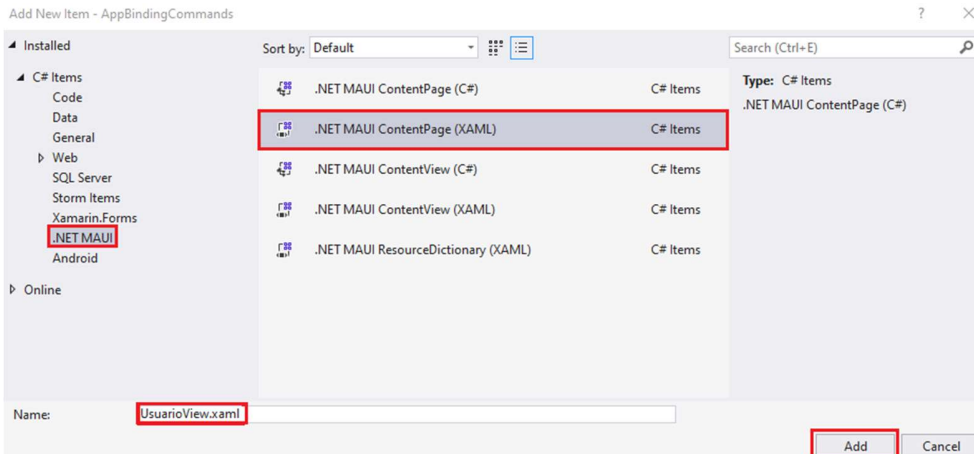 Add New Item - AppBindingCommands ? ×
Installed
Sort by: Default
Search (Ctrl+E)
C# Items
Code
Data
General
Web
SQL Server
Storm Items
Xamarin.Forms
.NET MAUI
Android
Online
.NET MAUI ContentPage (C#) C# Items
.NET MAUI ContentPage (XAML) C# Items
.NET MAUI ContentView (C#) C# Items
.NET MAUI ContentView (XAML) C# Items
.NET MAUI ResourceDictionary (XAML) C# Items
Type: C# Items
.NET MAUI ContentPage (C#)
Name: UsuarioView.xaml
Add Cancel